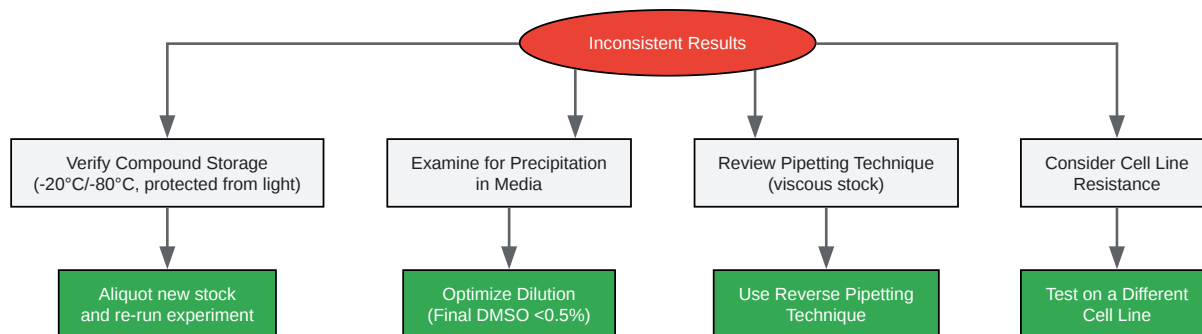 Inconsistent Results
Verify Compound Storage
(-20°C/-80°C, protected from light)
Examine for Precipitation
in Media
Review Pipetting Technique
(viscous stock)
Consider Cell Line
Resistance
Aliquot new stock
and re-run experiment
Optimize Dilution
(Final DMSO <0.5%)
Use Reverse Pipetting
Technique
Test on a Different
Cell Line